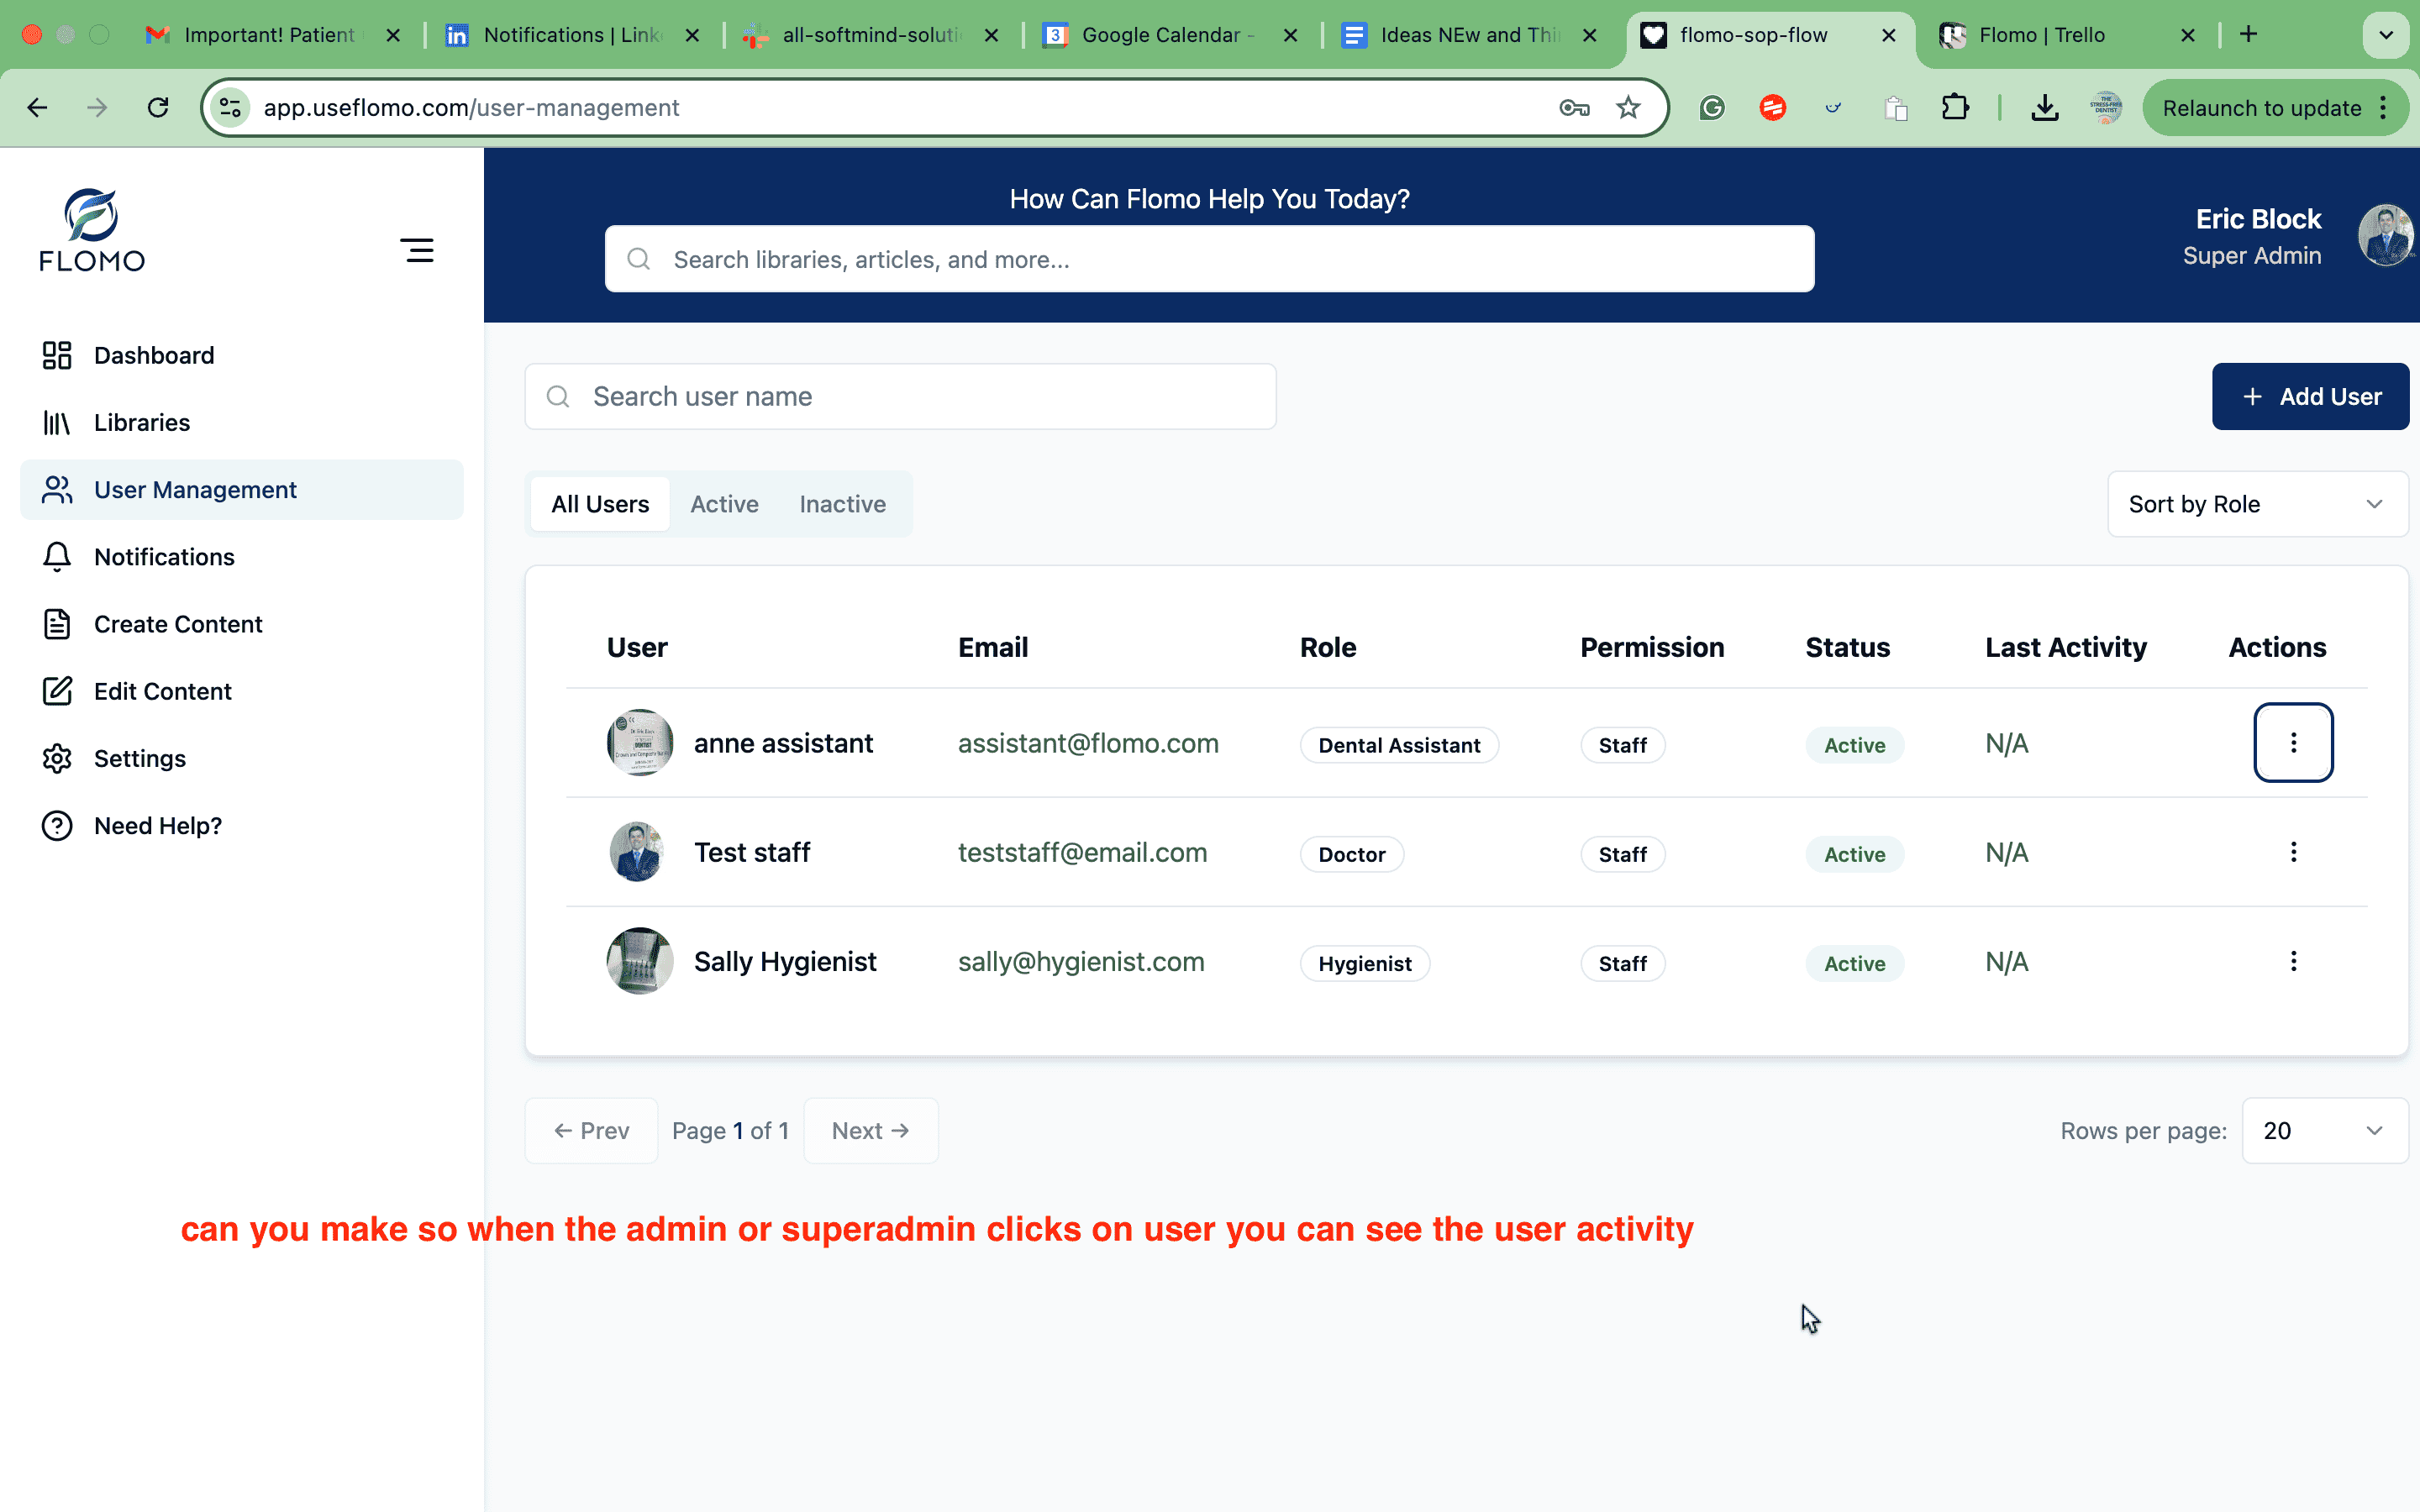 Important! Patient
Notifications | Link
all-softmind-soluti
Google Calendar -
Ideas NEw and Thi
flomo-sop-flow
Flomo | Trello
app.useflomo.com/user-management
Relaunch to update
FLOMO
How Can Flomo Help You Today?
Search libraries, articles, and more...
Eric Block
Super Admin
Dashboard
Libraries
User Management
Notifications
Create Content
Edit Content
Settings
Need Help?
Search user name
+ Add User
All Users Active Inactive
Sort by Role
User Email Role Permission Status Last Activity Actions
anne assistant assistant@flomo.com Dental Assistant Staff Active N/A
Test staff teststaff@email.com Doctor Staff Active N/A
Sally Hygienist sally@hygienist.com Hygienist Staff Active N/A
← Prev Page 1 of 1 Next →
Rows per page: 20
can you make so when the admin or superadmin clicks on user you can see the user activity